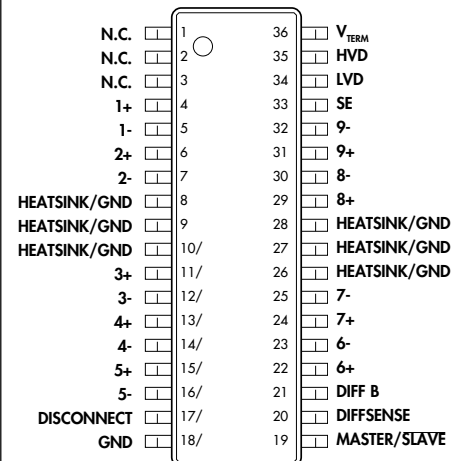 N.C. 1 36 VTERM
N.C. 2 35 HVD
N.C. 3 34 LVD
1+ 4 33 SE
1- 5 32 9-
2+ 6 31 9+
2- 7 30 8-
HEATSINK/GND 8 29 8+
HEATSINK/GND 9 28 HEATSINK/GND
HEATSINK/GND 10/ 27 HEATSINK/GND
3+ 11/ 26 HEATSINK/GND
3- 12/ 25 7-
4+ 13/ 24 7+
4- 14/ 23 6-
5+ 15/ 22 6+
5- 16/ 21 DIFF B
DISCONNECT 17/ 20 DIFFSENSE
GND 18/ 19 MASTER/SLAVE